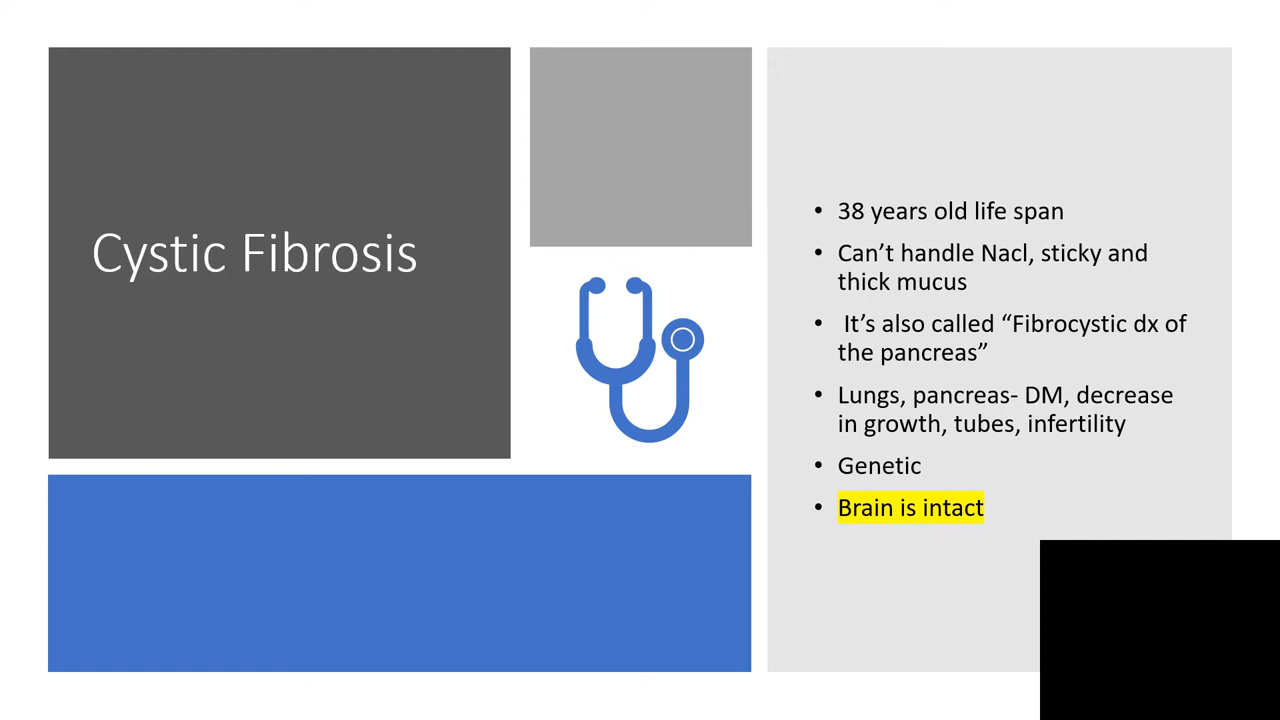 Cystic Fibrosis
• 38 years old life span
• Can’t handle Nacl, sticky and
thick mucus
• It’s also called “Fibrocystic dx of
the pancreas”
• Lungs, pancreas- DM, decrease
in growth, tubes, infertility
• Genetic
• Brain is intact